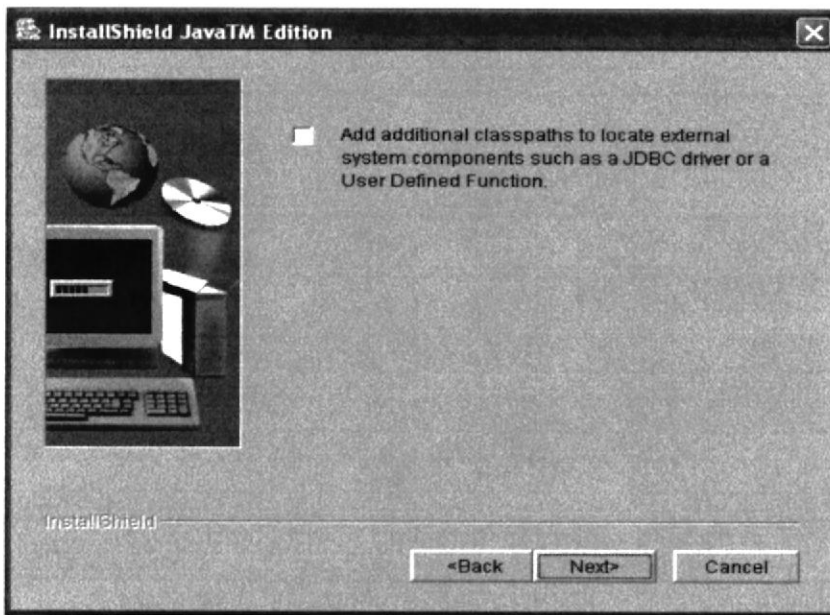 InstallShield JavaTM Edition
Add additional classpaths to locate external
system components such as a JDBC driver or a
User Defined Function.
InstallShield
<Back
Next>
Cancel